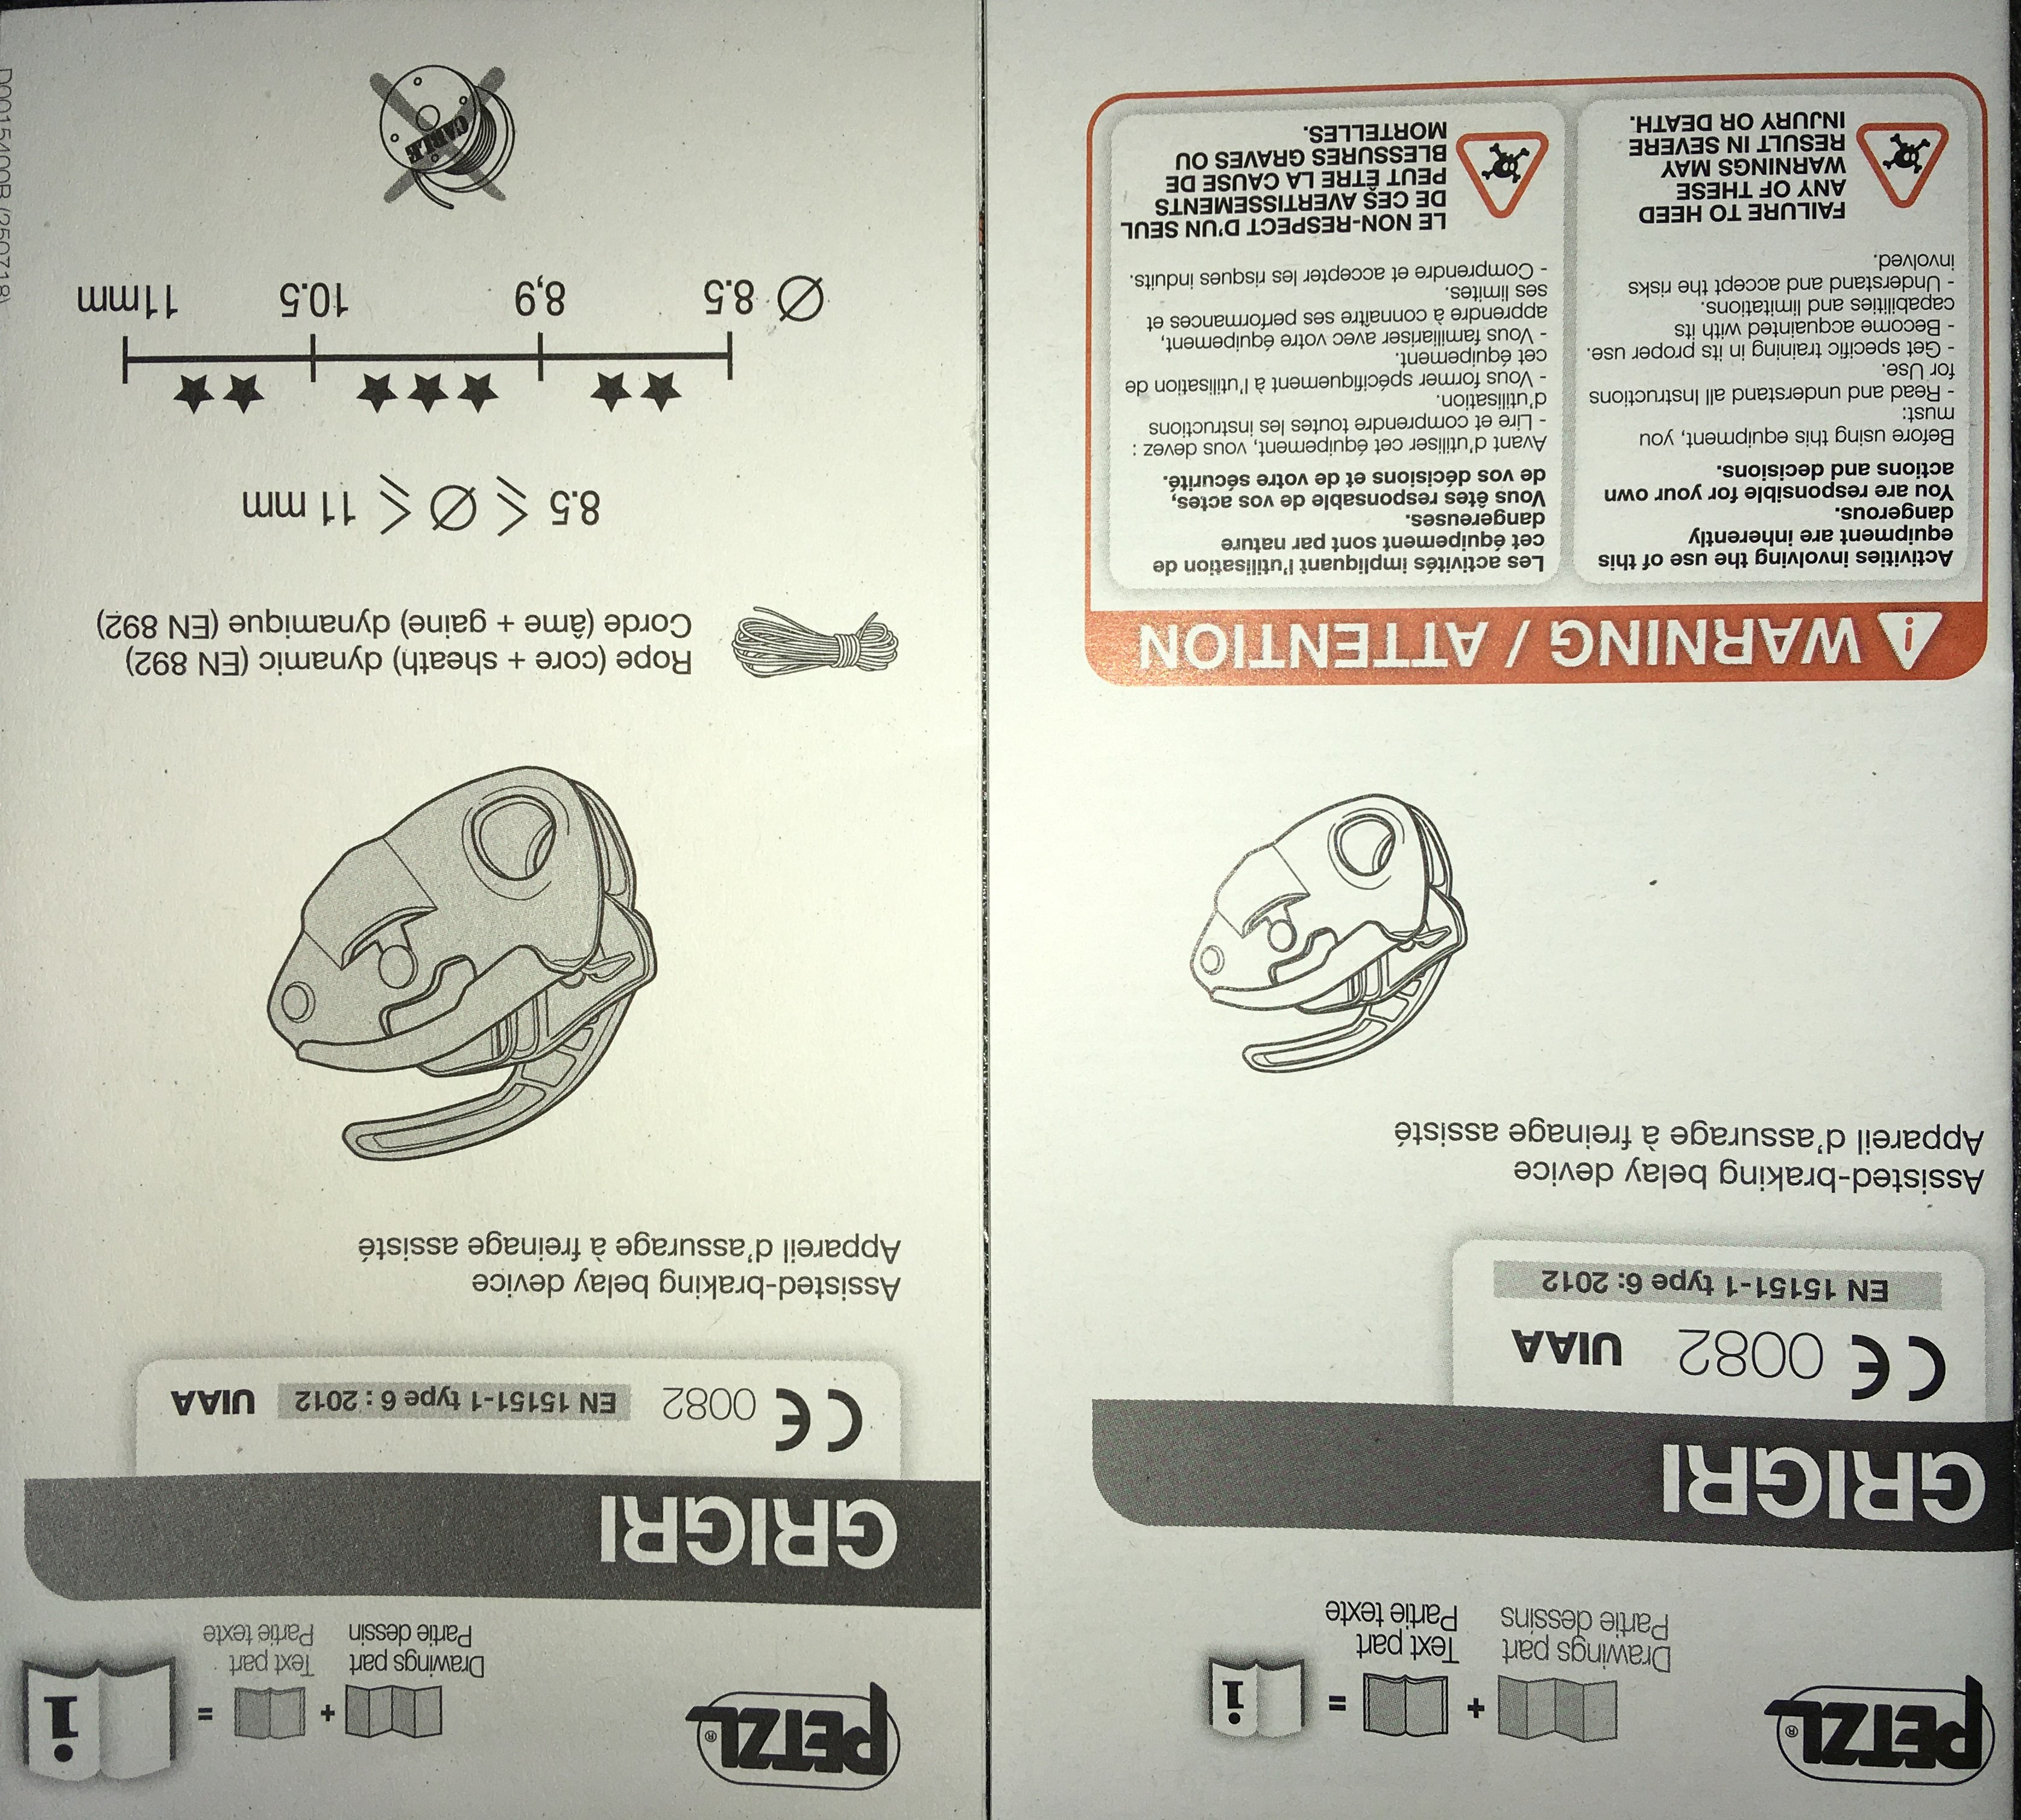 PETZL®
Drawings part
Partie dessins
+
Text part
Partie texte
=
i
GRIGRI
CE 0082 UIAA
EN 15151-1 type 6: 2012
Assisted-braking belay device
Appareil d'assurage à freinage assisté
WARNING / ATTENTION
Activities involving the use of this
equipment are inherently
dangerous.
You are responsible for your own
actions and decisions.
Before using this equipment, you
must:
- Read and understand all Instructions
for Use.
- Get specific training in its proper use.
- Become acquainted with its
capabilities and limitations.
- Understand and accept the risks
involved.
FAILURE TO HEED
ANY OF THESE
WARNINGS MAY
RESULT IN SEVERE
INJURY OR DEATH.
Les activités impliquant l'utilisation de
cet équipement sont par nature
dangereuses.
Vous êtes responsable de vos actes,
de vos décisions et de votre sécurité.
Avant d'utiliser cet équipement, vous devez :
- Lire et comprendre toutes les instructions
d'utilisation.
- Vous former spécifiquement à l'utilisation de
cet équipement.
- Vous familiariser avec votre équipement,
apprendre à connaître ses performances et
ses limites.
- Comprendre et accepter les risques induits.
LE NON-RESPECT D'UN SEUL
DE CES AVERTISSEMENTS
PEUT ÊTRE LA CAUSE DE
BLESSURES GRAVES OU
MORTELLES.
PETZL®
Drawings part
Partie dessin
+
Text part
Partie texte
=
i
GRIGRI
CE 0082 EN 15151-1 type 6 : 2012 UIAA
Assisted-braking belay device
Appareil d'assurage à freinage assisté
Rope (core + sheath) dynamic (EN 892)
Corde (âme + gaine) dynamique (EN 892)
8.5 ⩽ Ø ⩽ 11 mm
★★ ★★★ ★★
Ø 8.5 8,9 10.5 11mm
CABLE
D0015400B (250718)